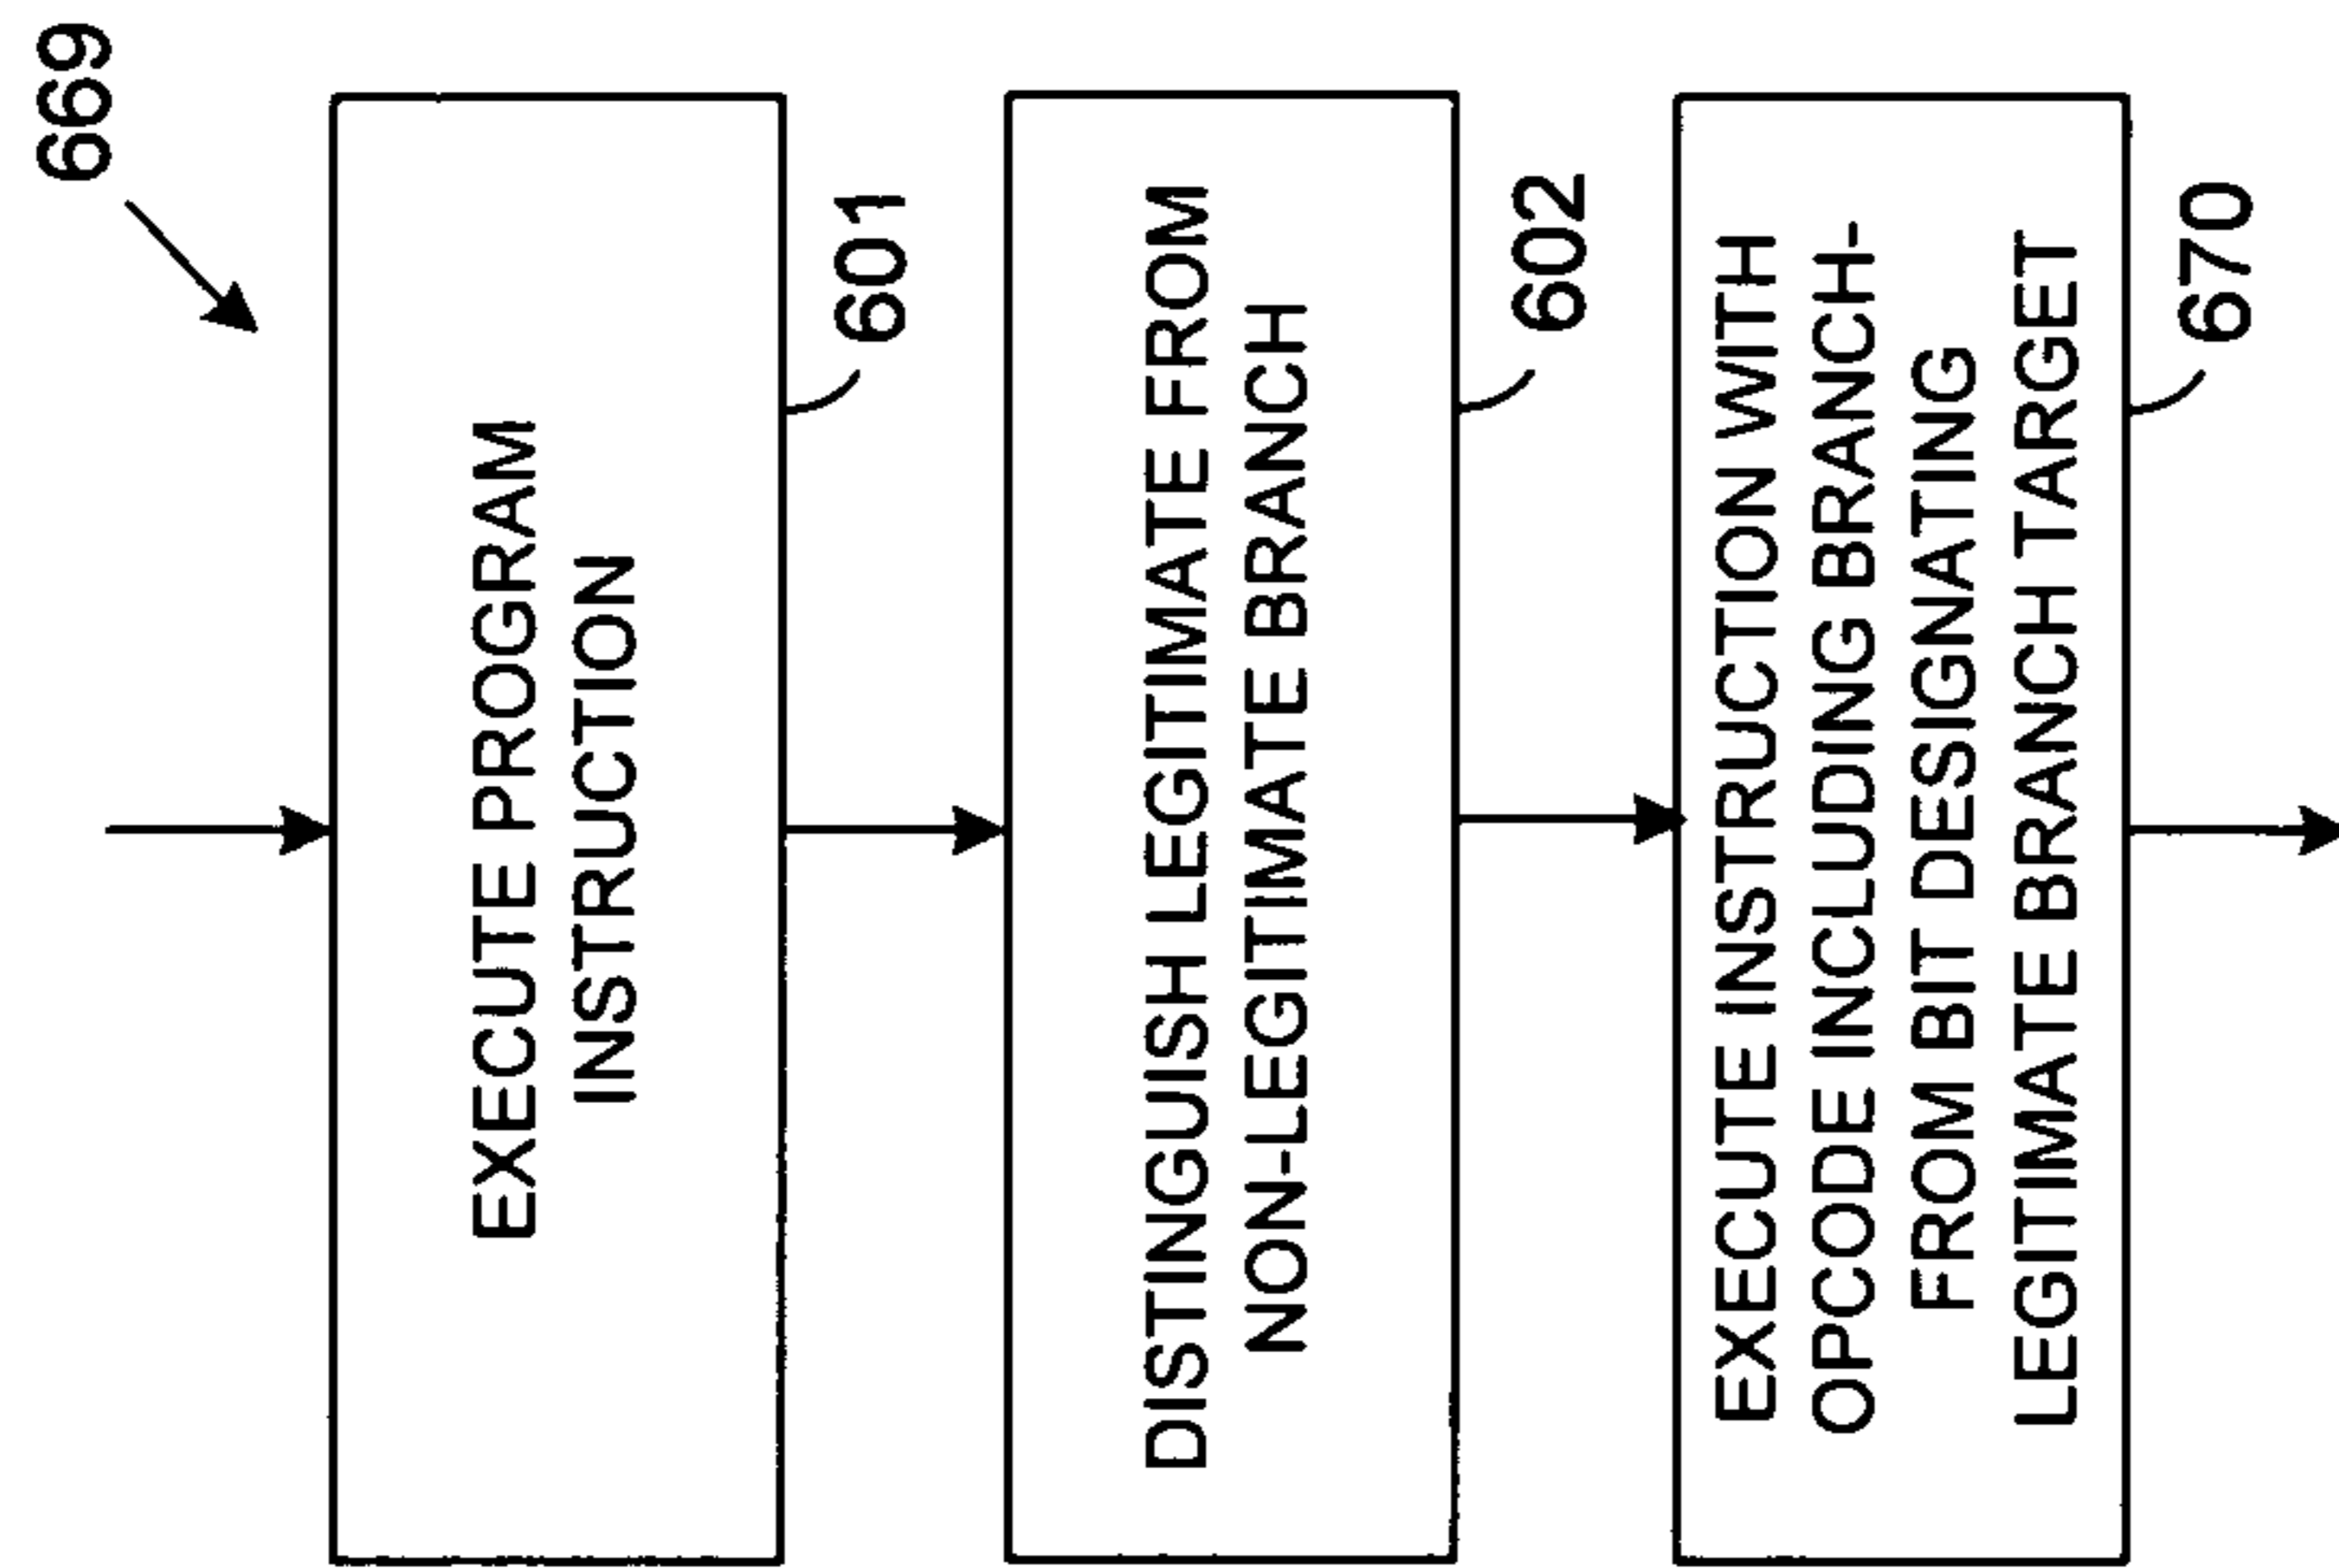 669
EXECUTE PROGRAM
INSTRUCTION
601
DISTINGUISH LEGITIMATE FROM
NON-LEGITIMATE BRANCH
602
EXECUTE INSTRUCTION WITH
OPCODE INCLUDING BRANCH-
FROM BIT DESIGNATING
LEGITIMATE BRANCH TARGET
670